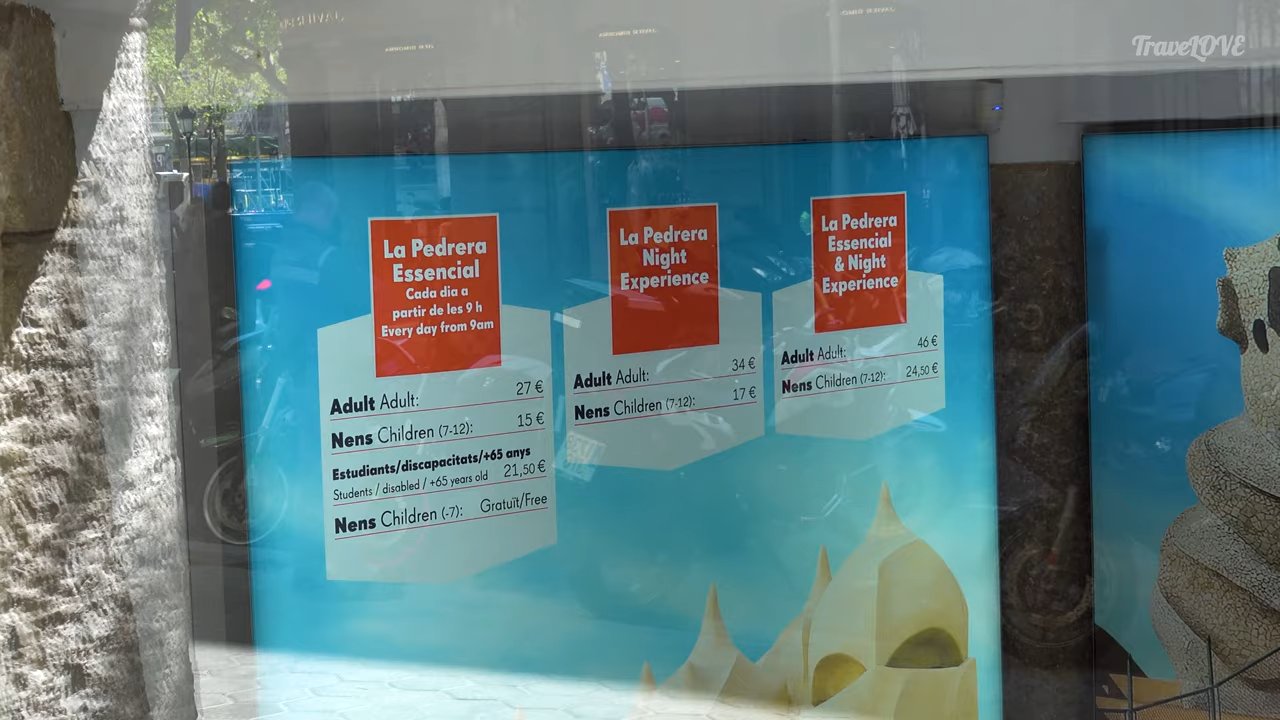 TraveLOVE
La Pedrera
Essencial
Cada dia a
partir de les 9 h
Every day from 9am
Adult Adult: 27 €
Nens Children (7-12): 15 €
Estudiants/discapacitats/+65 anys
Students / disabled / +65 years old 21,50 €
Nens Children (-7): Gratuït/Free
La Pedrera
Night
Experience
Adult Adult: 34 €
Nens Children (7-12): 17 €
La Pedrera
Essencial
& Night
Experience
Adult Adult: 46 €
Nens Children (7-12): 24,50 €